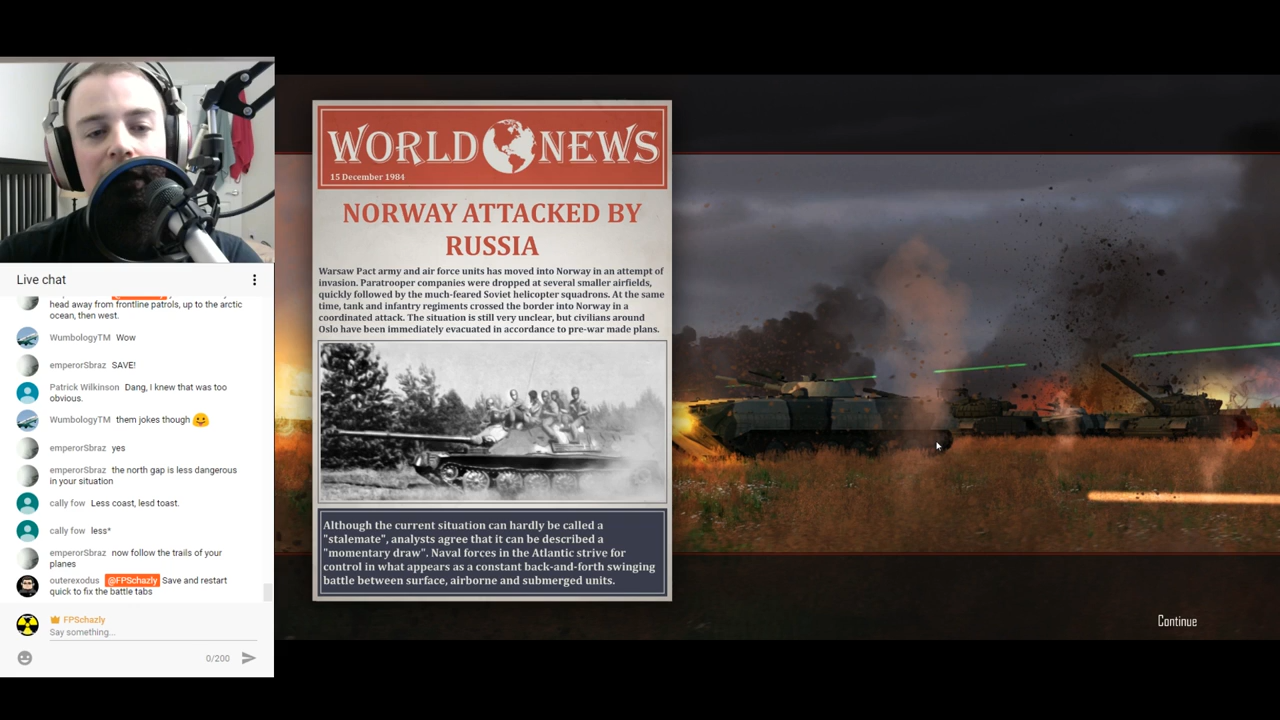 Live chat
head away from frontline patrols, up to the arctic
ocean, then west.
WumbologyTM Wow
emperorSbraz SAVE!
Patrick Wilkinson Dang, I knew that was too
obvious.
WumbologyTM them jokes though
emperorSbraz yes
emperorSbraz the north gap is less dangerous
in your situation
cally fow Less coast, lesd toast.
cally fow less*
emperorSbraz now follow the trails of your
planes
outerexodus @FPSchazly Save and restart
quick to fix the battle tabs
FPSchazly
Say something...
0/200
WORLD NEWS
15 December 1984
NORWAY ATTACKED BY
RUSSIA
Warsaw Pact army and air force units has moved into Norway in an attempt of
invasion. Paratrooper companies were dropped at several smaller airfields,
quickly followed by the much-feared Soviet helicopter squadrons. At the same
time, tank and infantry regiments crossed the border into Norway in a
coordinated attack. The situation is still very unclear, but civilians around
Oslo have been immediately evacuated in accordance to pre-war made plans.
Although the current situation can hardly be called a
"stalemate", analysts agree that it can be described a
"momentary draw". Naval forces in the Atlantic strive for
control in what appears as a constant back-and-forth swinging
battle between surface, airborne and submerged units.
Continue